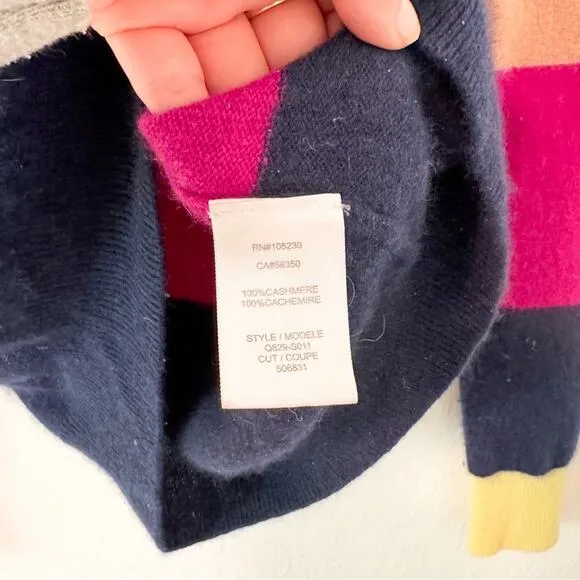 RN#105230
CA#58350
100%CASHMERE
100%CACHEMIRE
STYLE / MODELE
Q829-S011
CUT / COUPE
506831